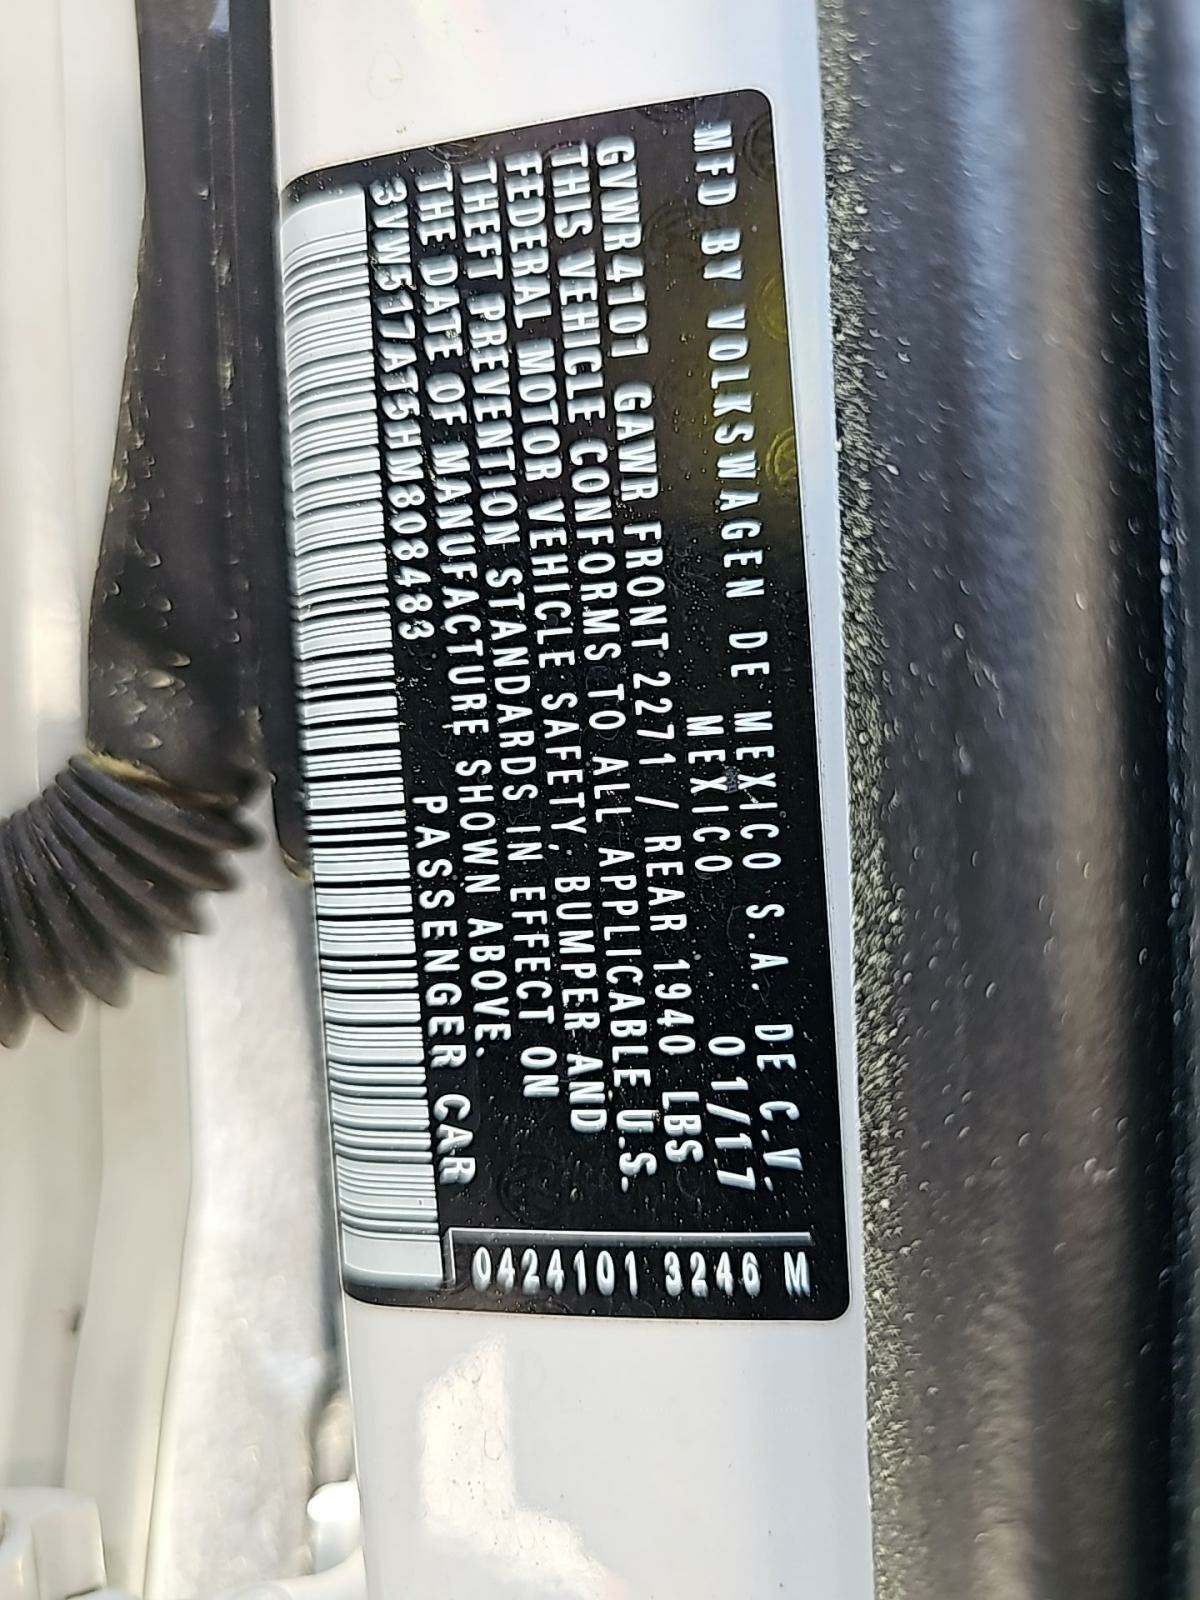 MFD BY VOLKSWAGEN DE MEXICO S.A. DE C.V.
MEXICO 01/17
GVWR4101 GAWR FRONT 2271 / REAR 1940 LBS
THIS VEHICLE CONFORMS TO ALL APPLICABLE U.S.
FEDERAL MOTOR VEHICLE SAFETY, BUMPER AND
THEFT PREVENTION STANDARDS IN EFFECT ON
THE DATE OF MANUFACTURE SHOWN ABOVE.
3VW517AT5HM808483 PASSENGER CAR
0424101 3246 M